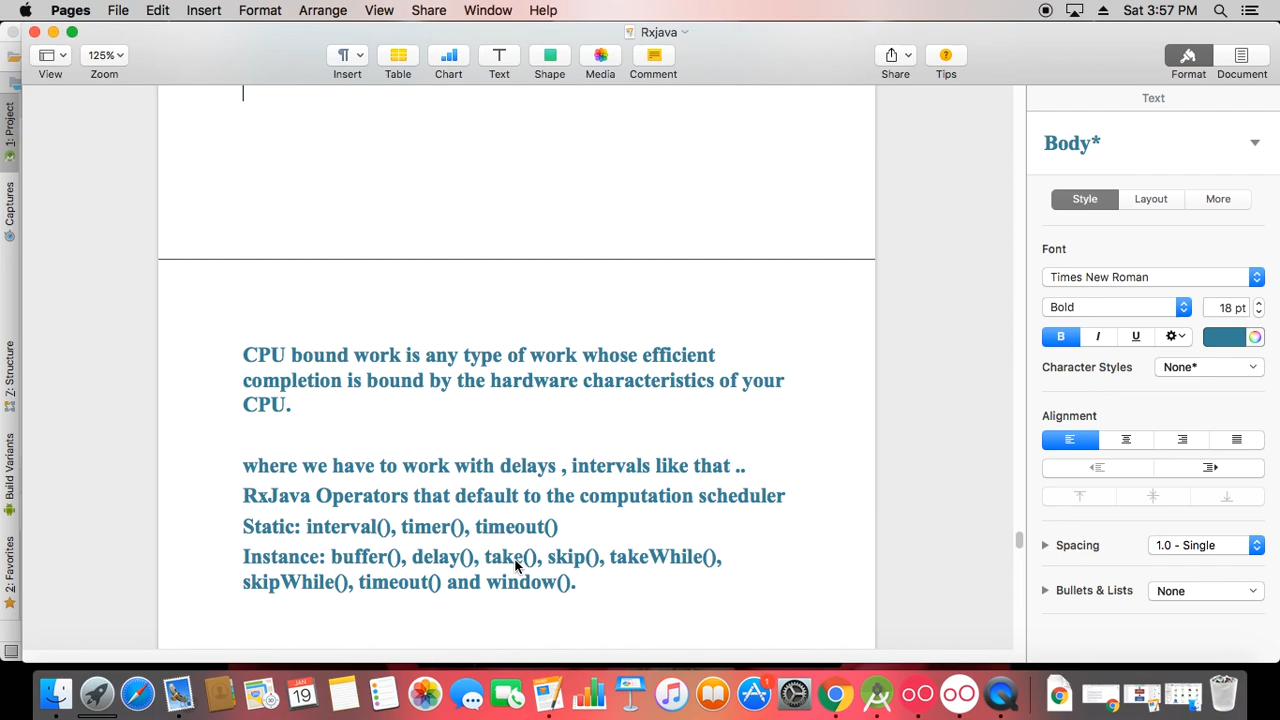 Pages File Edit Insert Format Arrange View Share Window Help Sat 3:57 PM
Rxjava
125%
View Zoom Insert Table Chart Text Shape Media Comment Share Tips Format Document
Text
Body*
Style Layout More
Font
Times New Roman
Bold 18 pt
B I U
Character Styles None*
Alignment
Spacing 1.0 - Single
Bullets & Lists None
1: Project
Captures
Z: Structure
Build Variants
2: Favorites
CPU bound work is any type of work whose efficient
completion is bound by the hardware characteristics of your
CPU.
where we have to work with delays , intervals like that ..
RxJava Operators that default to the computation scheduler
Static: interval(), timer(), timeout()
Instance: buffer(), delay(), take(), skip(), takeWhile(),
skipWhile(), timeout() and window().
JAN
19
1